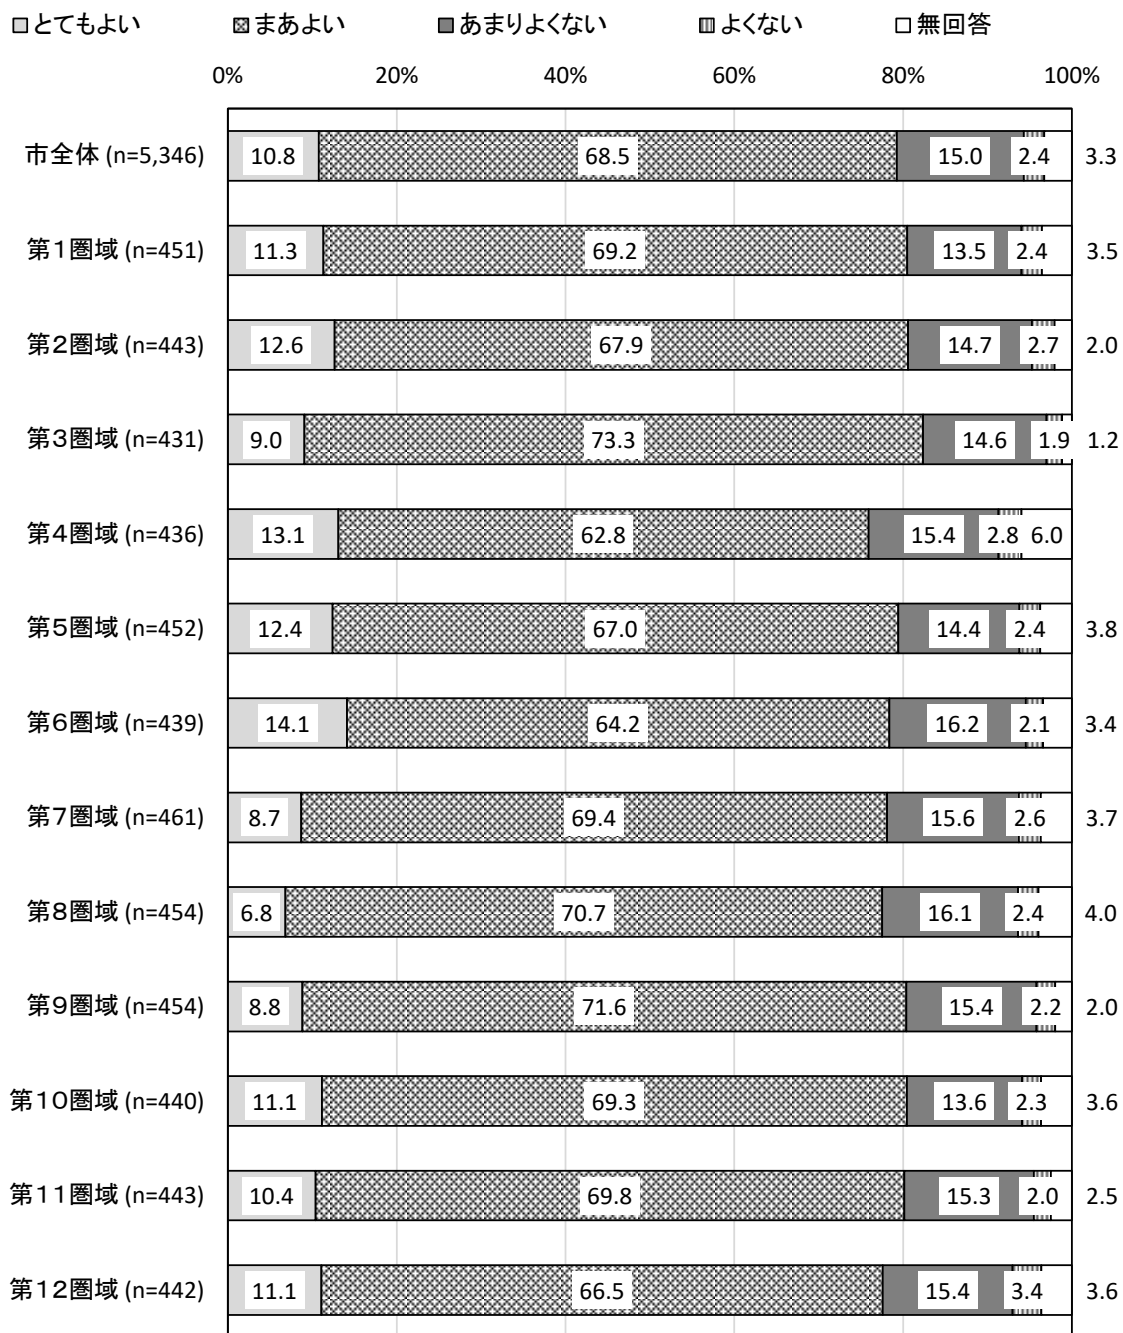 とてもよい まあよい あまりよくない よくない 無回答
0% 20% 40% 60% 80% 100%
市全体 (n=5,346) 10.8 68.5 15.0 2.4 3.3
第１圏域 (n=451) 11.3 69.2 13.5 2.4 3.5
第２圏域 (n=443) 12.6 67.9 14.7 2.7 2.0
第３圏域 (n=431) 9.0 73.3 14.6 1.9 1.2
第４圏域 (n=436) 13.1 62.8 15.4 2.8 6.0
第５圏域 (n=452) 12.4 67.0 14.4 2.4 3.8
第６圏域 (n=439) 14.1 64.2 16.2 2.1 3.4
第７圏域 (n=461) 8.7 69.4 15.6 2.6 3.7
第８圏域 (n=454) 6.8 70.7 16.1 2.4 4.0
第９圏域 (n=454) 8.8 71.6 15.4 2.2 2.0
第１０圏域 (n=440) 11.1 69.3 13.6 2.3 3.6
第１１圏域 (n=443) 10.4 69.8 15.3 2.0 2.5
第１２圏域 (n=442) 11.1 66.5 15.4 3.4 3.6